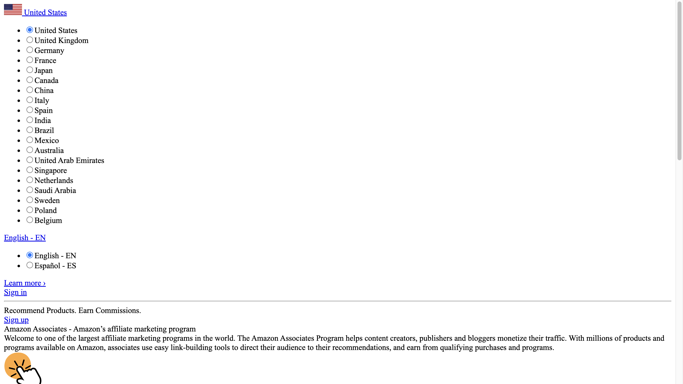 United States
United States
United Kingdom
Germany
France
Japan
Canada
China
Italy
Spain
India
Brazil
Mexico
Australia
United Arab Emirates
Singapore
Netherlands
Saudi Arabia
Sweden
Poland
Belgium
English - EN
English - EN
Español - ES
Learn more ›
Sign in
Recommend Products. Earn Commissions.
Sign up
Amazon Associates - Amazon’s affiliate marketing program
Welcome to one of the largest affiliate marketing programs in the world. The Amazon Associates Program helps content creators, publishers and bloggers monetize their traffic. With millions of products and
programs available on Amazon, associates use easy link-building tools to direct their audience to their recommendations, and earn from qualifying purchases and programs.